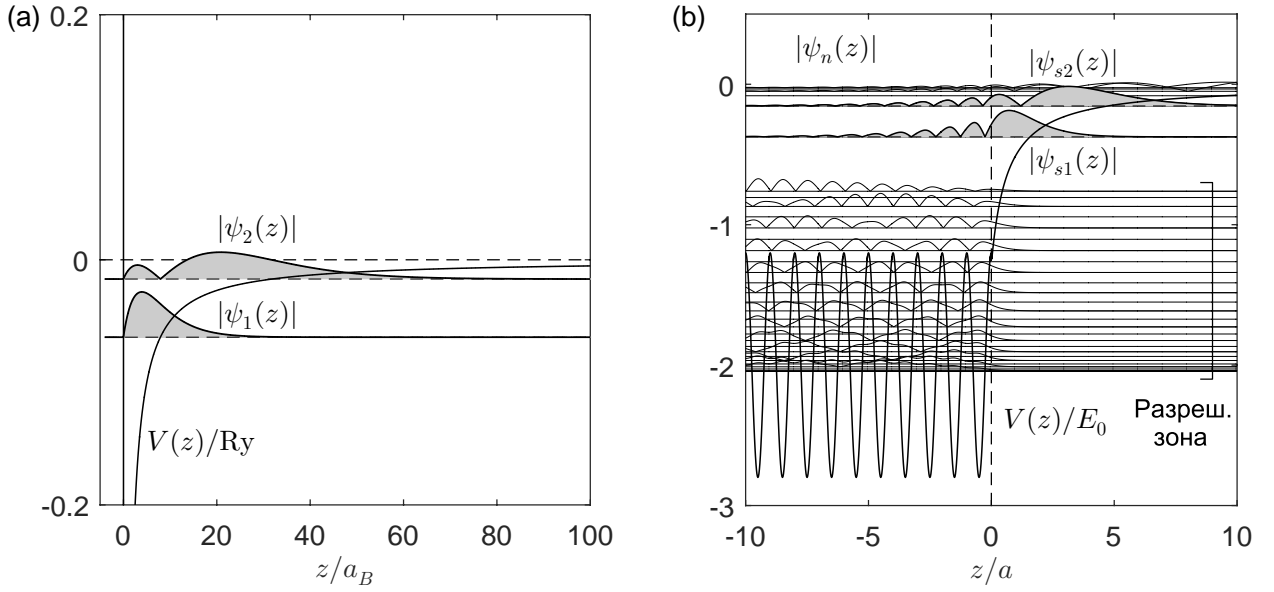 (a)
0.2
0
-0.2
|ψ₂(z)|
|ψ₁(z)|
V(z)/Ry
0 20 40 60 80 100
z/a_B
(b)
0
-1
-2
-3
|ψₙ(z)|
|ψₛ₂(z)|
|ψₛ₁(z)|
V(z)/E₀
Разреш.
зона
-10 -5 0 5 10
z/a